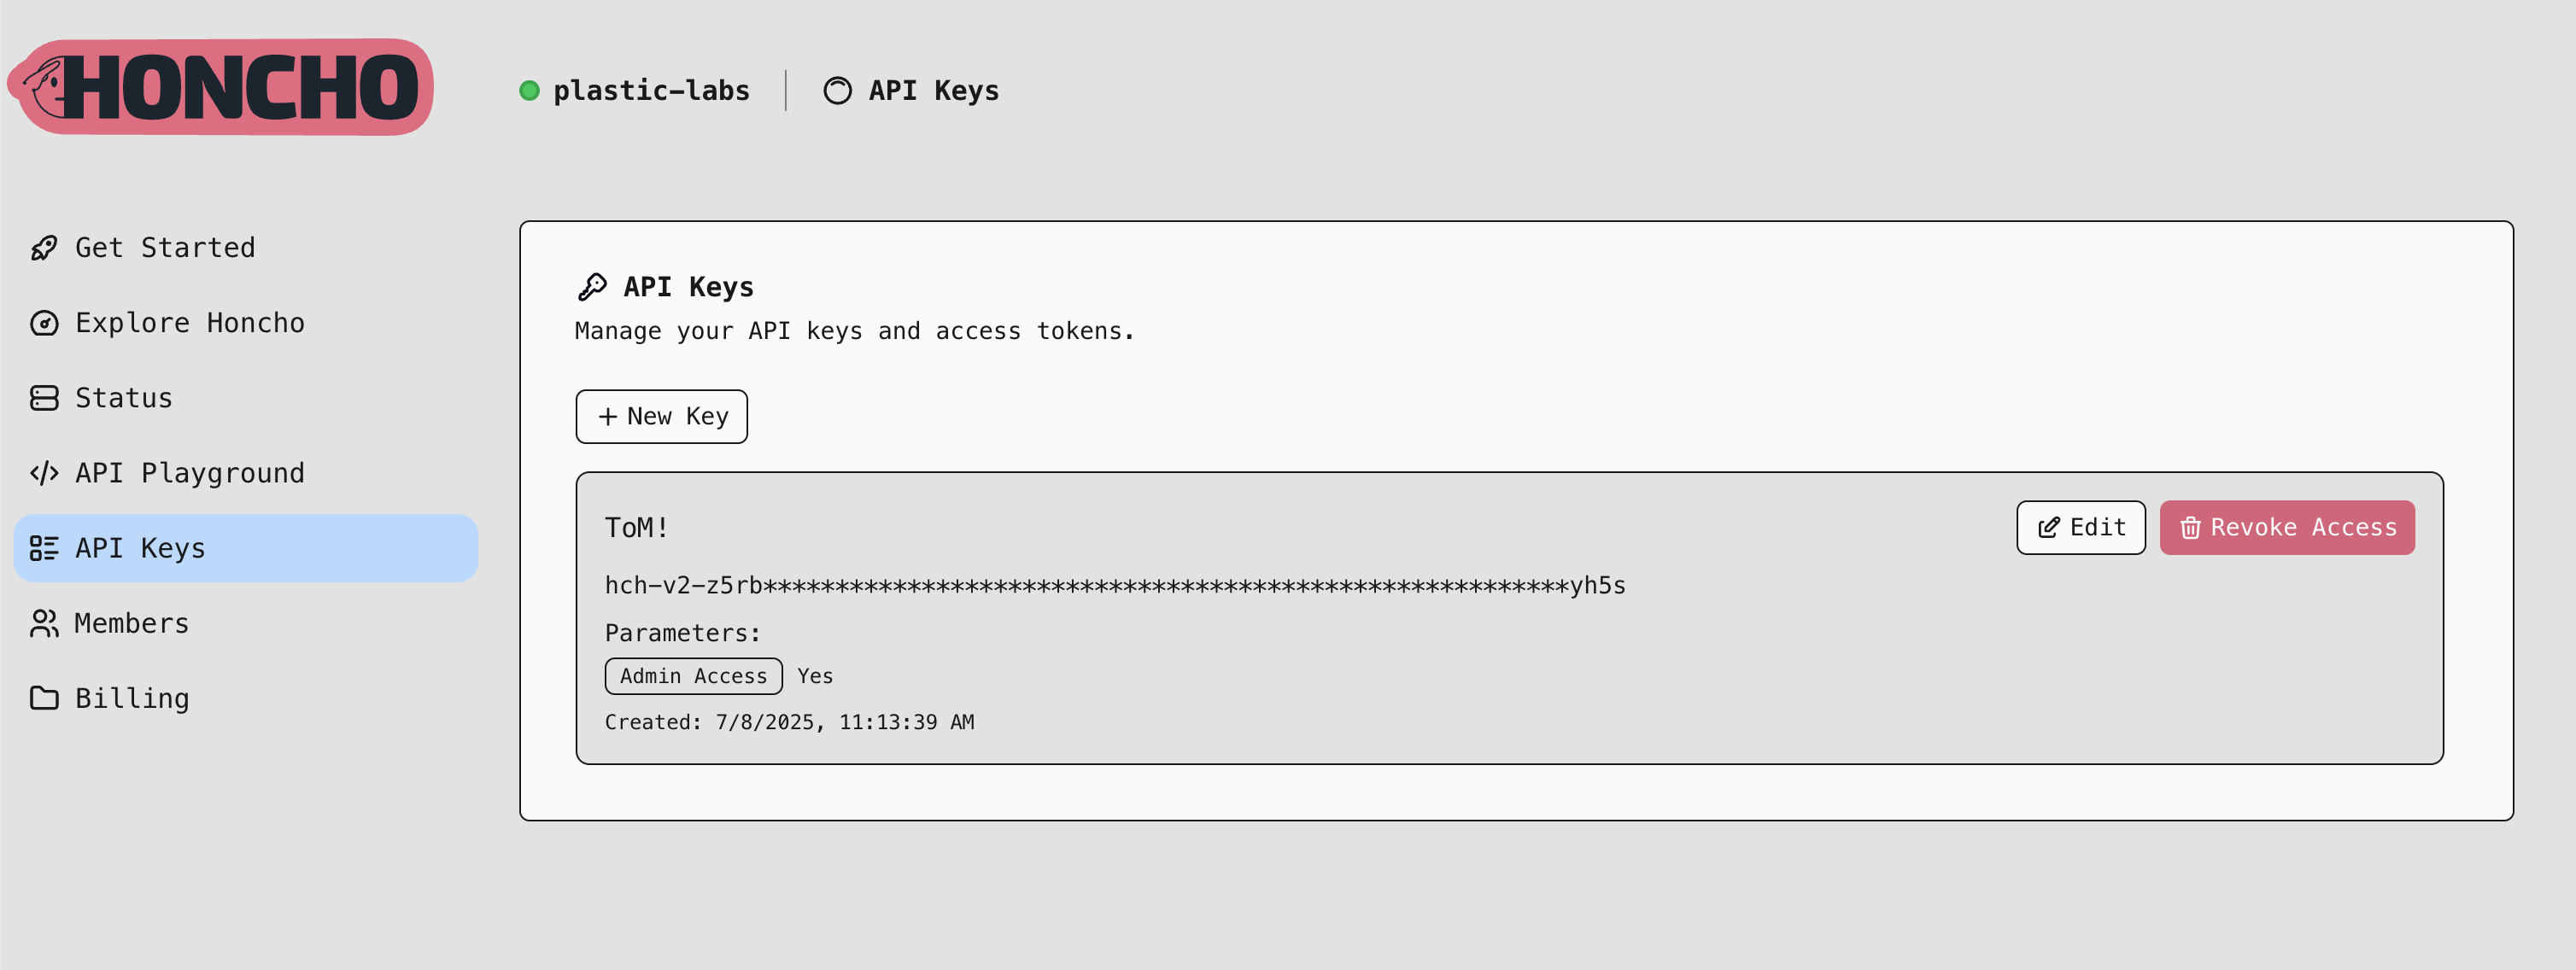 HONCHO
plastic-labs
API Keys
Get Started
Explore Honcho
Status
API Playground
API Keys
Members
Billing
API Keys
Manage your API keys and access tokens.
+ New Key
ToM!
Edit
Revoke Access
hch-v2-z5rb********************************************************yh5s
Parameters:
Admin Access Yes
Created: 7/8/2025, 11:13:39 AM